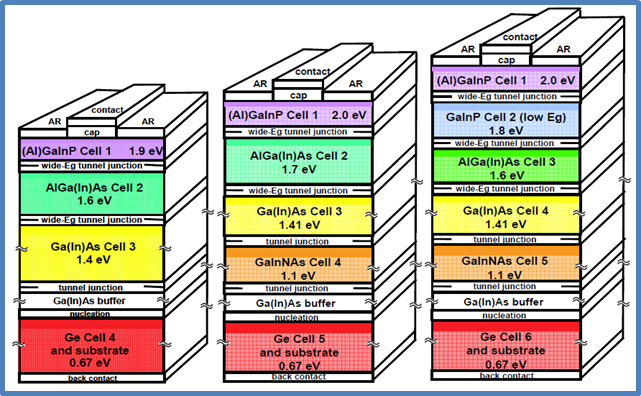 contact
AR
AR
cap
(Al)GaInP Cell 1 1.9 eV
wide-Eg tunnel junction
AlGa(In)As Cell 2
1.6 eV
wide-Eg tunnel junction
Ga(In)As Cell 3
1.4 eV
tunnel junction
Ga(In)As buffer
nucleation
Ge Cell 4
and substrate
0.67 eV
back contact
contact
AR
AR
cap
(Al)GaInP Cell 1 2.0 eV
wide-Eg tunnel junction
AlGa(In)As Cell 2
1.7 eV
wide-Eg tunnel junction
Ga(In)As Cell 3
1.41 eV
tunnel junction
GaInNAs Cell 4
1.1 eV
tunnel junction
Ga(In)As buffer
nucleation
Ge Cell 5
and substrate
0.67 eV
back contact
contact
AR
AR
cap
(Al)GaInP Cell 1 2.0 eV
wide-Eg tunnel junction
GaInP Cell 2 (low Eg)
1.8 eV
wide-Eg tunnel junction
AlGa(In)As Cell 3
1.6 eV
wide-Eg tunnel junction
Ga(In)As Cell 4
1.41 eV
tunnel junction
GaInNAs Cell 5
1.1 eV
tunnel junction
Ga(In)As buffer
nucleation
Ge Cell 6
and substrate
0.67 eV
back contact